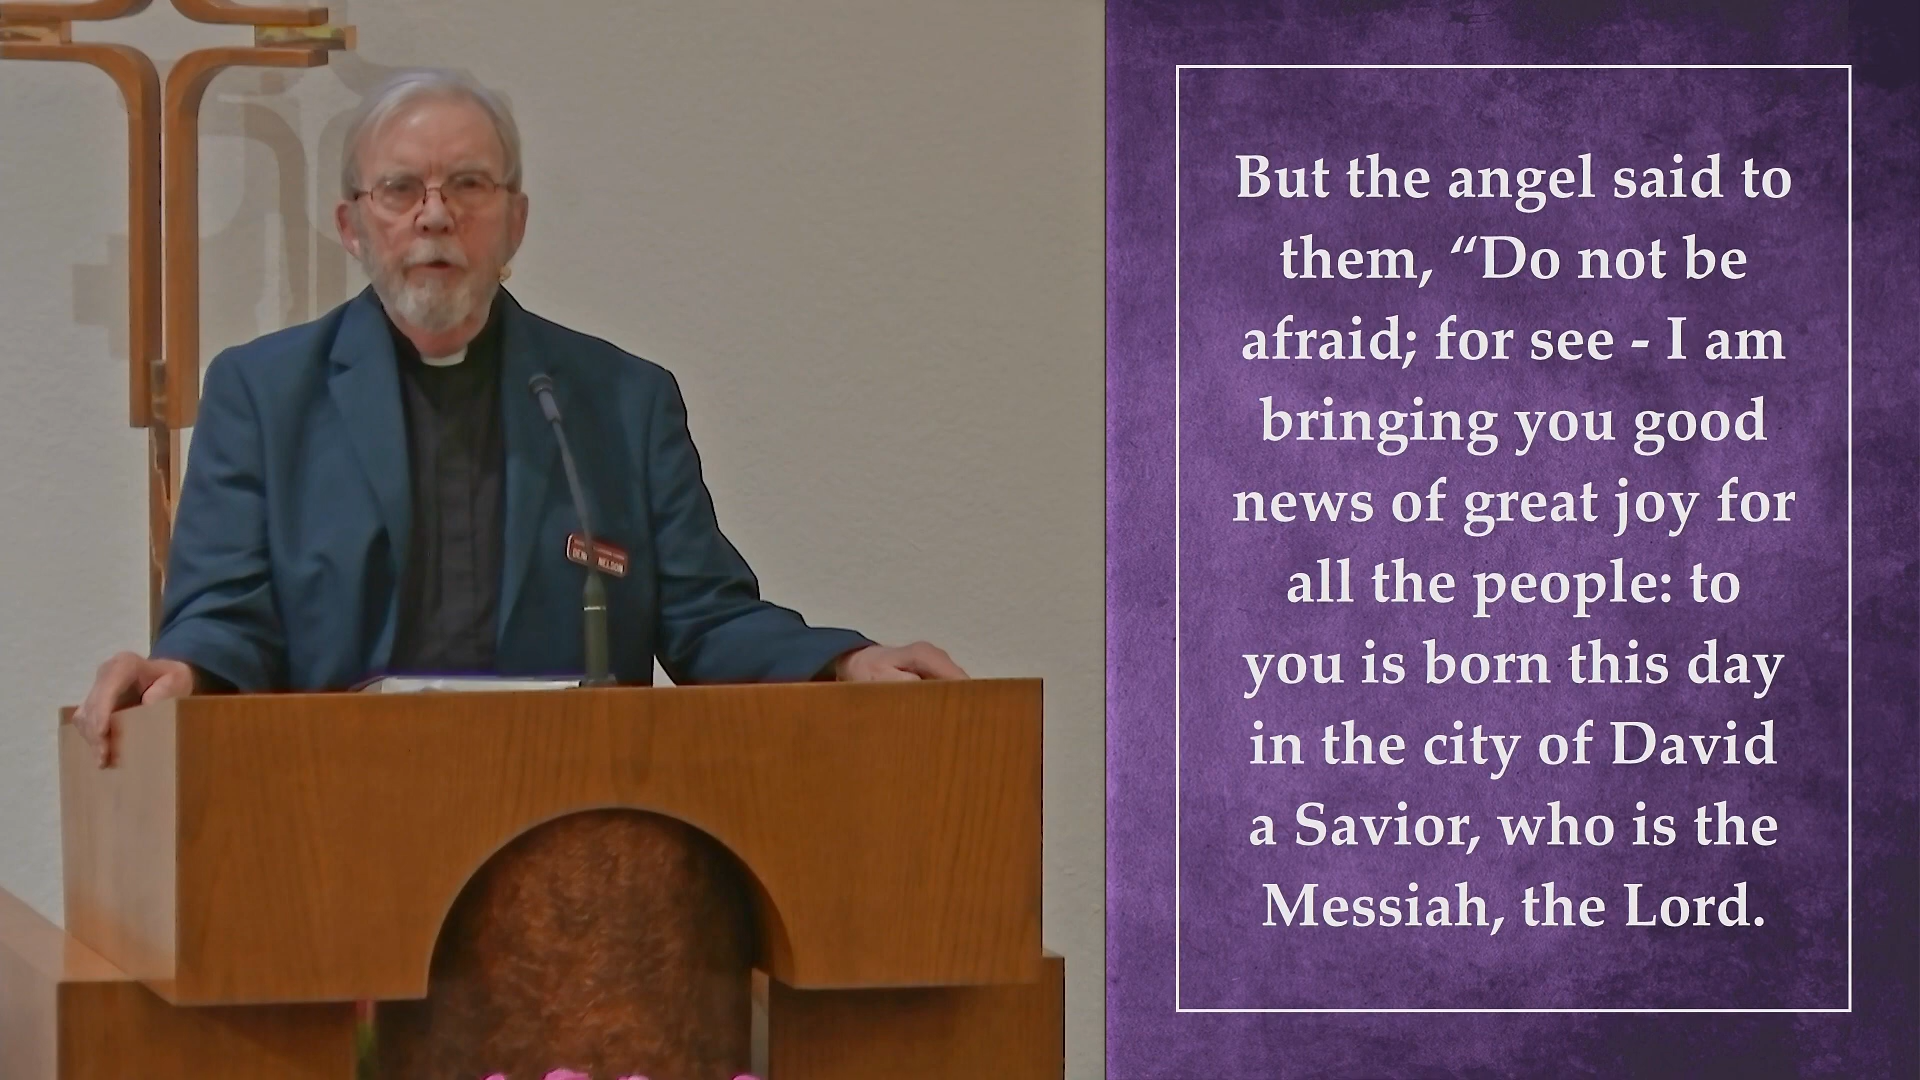 NELSON
But the angel said to
them, “Do not be
afraid; for see - I am
bringing you good
news of great joy for
all the people: to
you is born this day
in the city of David
a Savior, who is the
Messiah, the Lord.